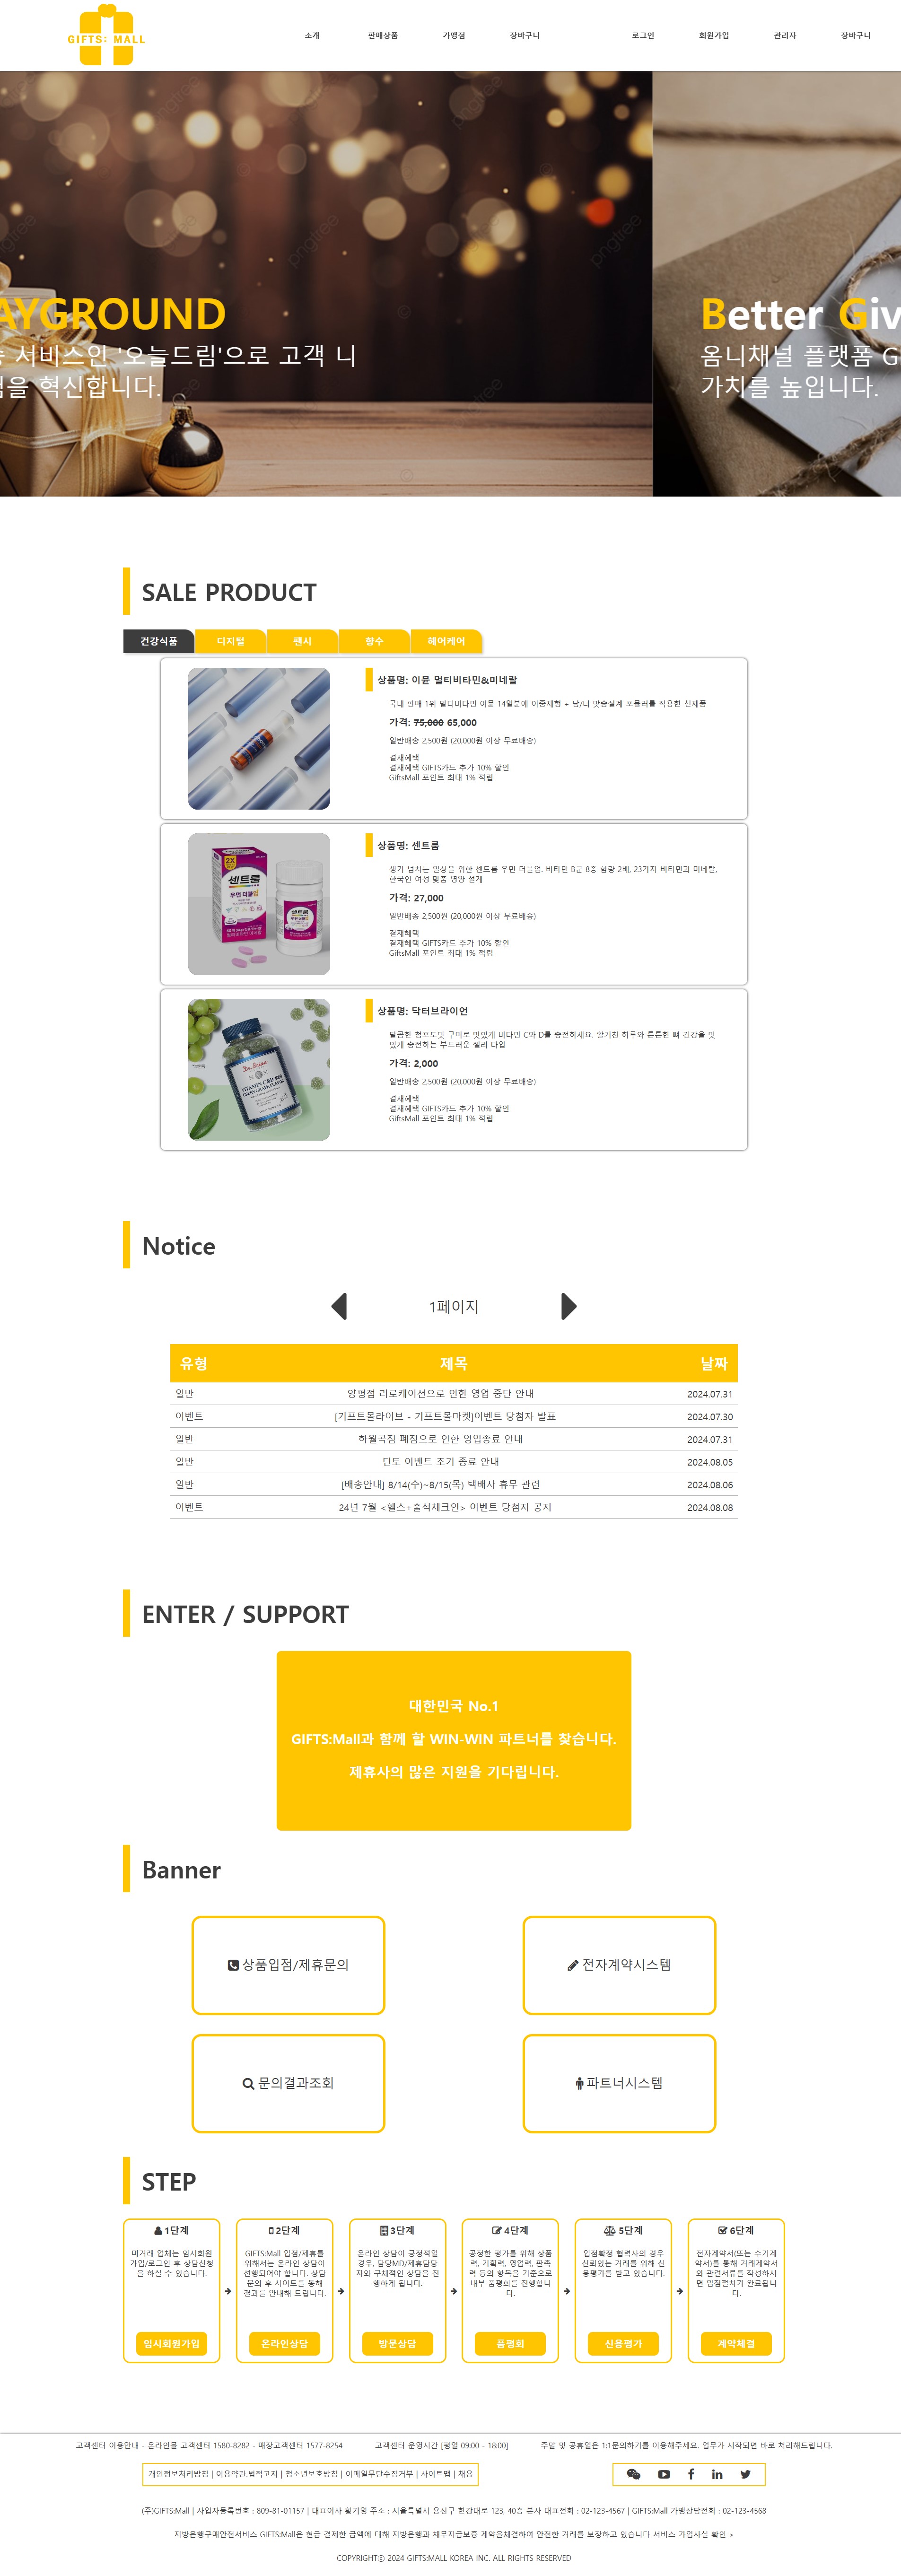 GIFTS: MALL
소개 판매상품 가맹점 장바구니 로그인 회원가입 관리자 장바구니
AYGROUND
Better Giv
서비스인 '오늘드림'으로 고객 니
옴니채널 플랫폼 G
을 혁신합니다.
가치를 높입니다.
pngtree
SALE PRODUCT
건강식품 디지털 팬시 향수 헤어케어
상품명: 이뮨 멀티비타민&미네랄
국내 판매 1위 멀티비타민 이뮨 14일분에 이중제형 + 남/녀 맞춤설계 포뮬러를 적용한 신제품
가격: 75,000 65,000
일반배송 2,500원 (20,000원 이상 무료배송)
결재혜택
결재혜택 GIFTS카드 추가 10% 할인
GiftsMall 포인트 최대 1% 적립
센트룸
우먼 더블업
상품명: 센트룸
생기 넘치는 일상을 위한 센트룸 우먼 더블업. 비타민 B군 8종 함량 2배, 23가지 비타민과 미네랄,
한국인 여성 맞춤 영양 설계
가격: 27,000
일반배송 2,500원 (20,000원 이상 무료배송)
결재혜택
결재혜택 GIFTS카드 추가 10% 할인
GiftsMall 포인트 최대 1% 적립
VITAMIN C&D
상품명: 닥터브라이언
달콤한 청포도맛 구미로 맛있게 비타민 C와 D를 충전하세요. 활기찬 하루와 튼튼한 뼈 건강을 맛
있게 충전하는 부드러운 젤리 타입
가격: 2,000
일반배송 2,500원 (20,000원 이상 무료배송)
결재혜택
결재혜택 GIFTS카드 추가 10% 할인
GiftsMall 포인트 최대 1% 적립
Notice
1페이지
유형 제목 날짜
일반 양평점 리로케이션으로 인한 영업 중단 안내 2024.07.31
이벤트 [기프트몰라이브 - 기프트몰마켓]이벤트 당첨자 발표 2024.07.30
일반 하월곡점 폐점으로 인한 영업종료 안내 2024.07.31
일반 딘토 이벤트 조기 종료 안내 2024.08.05
일반 [배송안내] 8/14(수)~8/15(목) 택배사 휴무 관련 2024.08.06
이벤트 24년 7월 <헬스+출석체크인> 이벤트 당첨자 공지 2024.08.08
ENTER / SUPPORT
대한민국 No.1
GIFTS:Mall과 함께 할 WIN-WIN 파트너를 찾습니다.
제휴사의 많은 지원을 기다립니다.
Banner
상품입점/제휴문의
전자계약시스템
문의결과조회
파트너시스템
STEP
1단계
미거래 업체는 임시회원
가입/로그인 후 상담신청
을 하실 수 있습니다.
임시회원가입
2단계
GIFTS:Mall 입점/제휴를
위해서는 온라인 상담이
선행되어야 합니다. 상담
문의 후 사이트를 통해
결과를 안내해 드립니다.
온라인상담
3단계
온라인 상담이 긍정적일
경우, 담당MD/제휴담당
자와 구체적인 상담을 진
행하게 됩니다.
방문상담
4단계
공정한 평가를 위해 상품
력, 기획력, 영업력, 만족
력 등의 항목을 기준으로
내부 품평회를 진행합니
다.
품평회
5단계
입점확정 협력사의 경우
신뢰있는 거래를 위해 신
용평가를 받고 있습니다.
신용평가
6단계
전자계약서(또는 수기계
약서)를 통해 거래계약서
와 관련서류를 작성하시
면 입점절차가 완료됩니
다.
계약체결
고객센터 이용안내 - 온라인몰 고객센터 1580-8282 - 매장고객센터 1577-8254 고객센터 운영시간 [평일 09:00 - 18:00] 주말 및 공휴일은 1:1문의하기를 이용해주세요. 업무가 시작되면 바로 처리해드립니다.
개인정보처리방침 | 이용약관.법적고지 | 청소년보호방침 | 이메일무단수집거부 | 사이트맵 | 채용
(주)GIFTS:Mall | 사업자등록번호 : 809-81-01157 | 대표이사 황기영 주소 : 서울특별시 용산구 한강대로 123, 40층 본사 대표전화 : 02-123-4567 | GIFTS:Mall 가맹상담전화 : 02-123-4568
지방은행구매안전서비스 GIFTS:Mall은 현금 결제한 금액에 대해 지방은행과 채무지급보증 계약을체결하여 안전한 거래를 보장하고 있습니다 서비스 가입사실 확인 >
COPYRIGHTⓒ 2024 GIFTS:MALL KOREA INC. ALL RIGHTS RESERVED